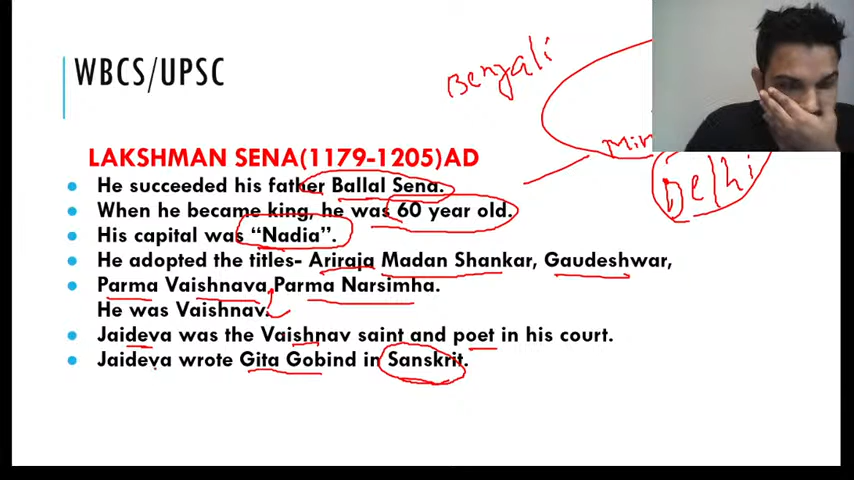 WBCS/UPSC
Bengali
Delhi
LAKSHMAN SENA(1179-1205)AD
He succeeded his father Ballal Sena.
When he became king, he was 60 year old.
His capital was “Nadia”.
He adopted the titles- Ariraja Madan Shankar, Gaudeshwar,
Parma Vaishnava,Parma Narsimha.
He was Vaishnav.
Jaideva was the Vaishnav saint and poet in his court.
Jaideva wrote Gita Gobind in Sanskrit.